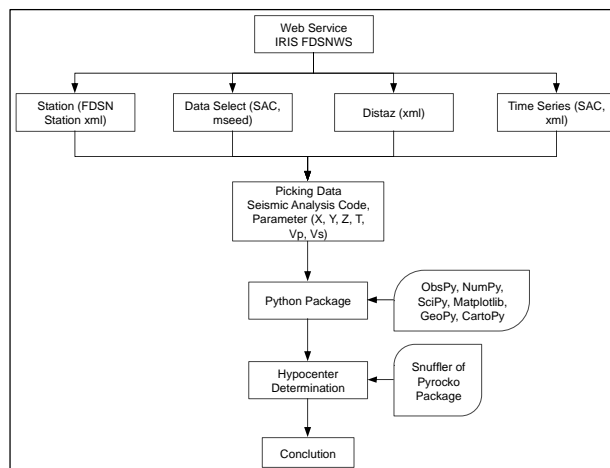 Web Service
IRIS FDSNWS
Station (FDSN
Station xml)
Data Select (SAC,
mseed)
Distaz (xml)
Time Series (SAC,
xml)
Picking Data
Seismic Analysis Code,
Parameter (X, Y, Z, T,
Vp, Vs)
Python Package
ObsPy, NumPy,
SciPy, Matplotlib,
GeoPy, CartoPy
Hypocenter
Determination
Snuffler of
Pyrocko
Package
Conclution